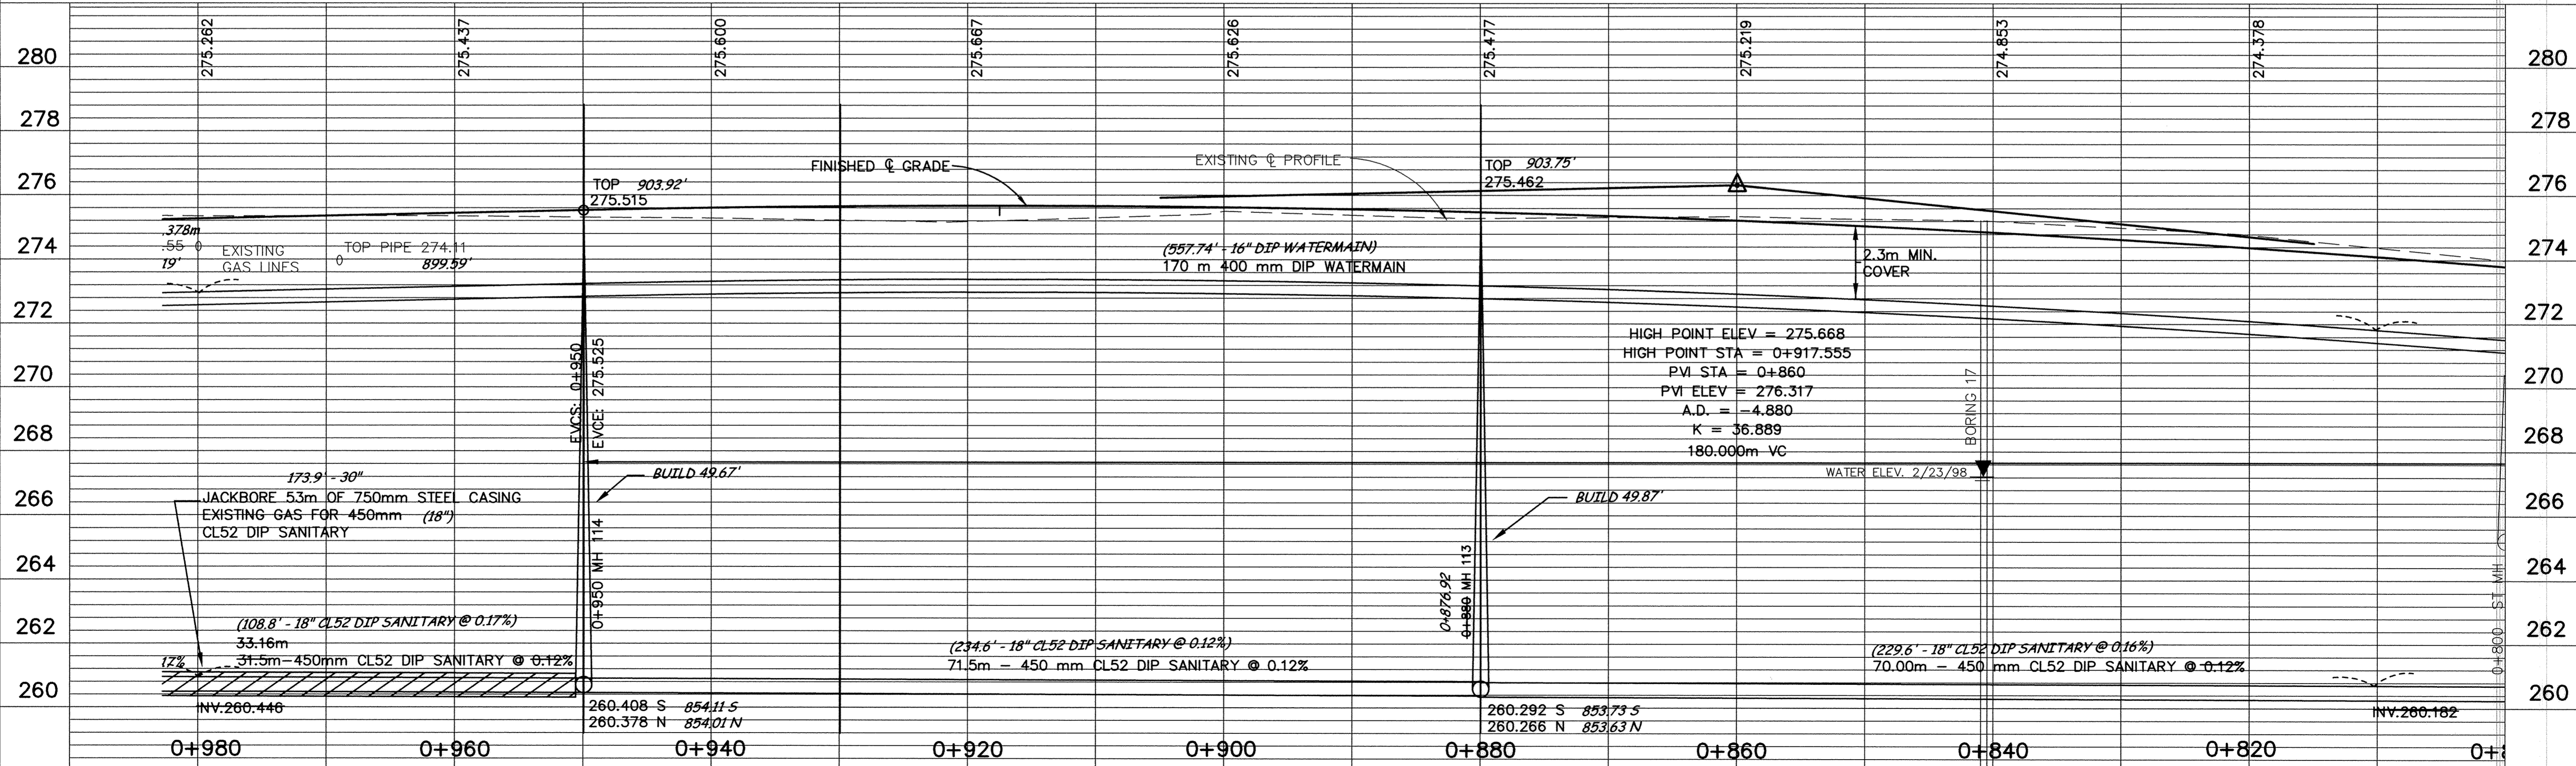 275.262
275.437
275.600
275.667
275.626
275.477
275.219
274.853
274.378
280
280
278
278
276
276
274
274
272
272
270
270
268
268
266
266
264
264
262
262
260
260
FINISHED ℄ GRADE
EXISTING ℄ PROFILE
TOP 903.92'
275.515
TOP 903.75'
275.462
.378m
.55 0
19'
EXISTING
GAS LINES
0
TOP PIPE 274.11
899.59'
(557.74' - 16" DIP WATERMAIN)
170 m 400 mm DIP WATERMAIN
2.3m MIN.
COVER
HIGH POINT ELEV = 275.668
HIGH POINT STA = 0+917.555
PVI STA = 0+860
PVI ELEV = 276.317
A.D. = -4.880
K = 36.889
180.000m VC
EVCS: 0+950
EVCE: 275.525
BORING 17
WATER ELEV. 2/23/98
173.9' - 30"
JACKBORE 53m OF 750mm STEEL CASING
EXISTING GAS FOR 450mm (18")
CL52 DIP SANITARY
BUILD 49.67'
BUILD 49.87'
0+950 MH 114
0+876.92
0+880 MH 113
0+800 ST MH
(108.8' - 18" CL52 DIP SANITARY @ 0.17%)
33.16m
17%
31.5m-450mm CL52 DIP SANITARY @ 0.12%
(234.6' - 18" CL52 DIP SANITARY @ 0.12%)
71.5m - 450 mm CL52 DIP SANITARY @ 0.12%
(229.6' - 18" CL52 DIP SANITARY @ 0.16%)
70.00m - 450 mm CL52 DIP SANITARY @ 0.12%
INV.260.446
260.408 S 854.11 S
260.378 N 854.01 N
260.292 S 853.73 S
260.266 N 853.63 N
INV.260.182
0+980
0+960
0+940
0+920
0+900
0+880
0+860
0+840
0+820